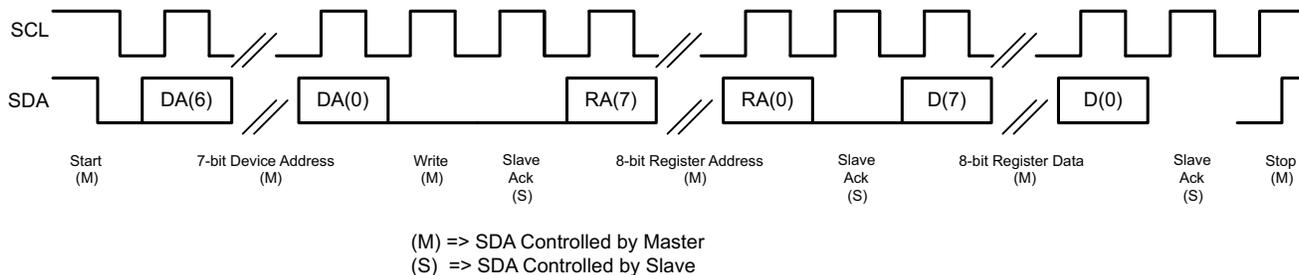 SCL
SDA
DA(6)
DA(0)
RA(7)
RA(0)
D(7)
D(0)
Start
(M)
7-bit Device Address
(M)
Write
(M)
Slave
Ack
(S)
8-bit Register Address
(M)
Slave
Ack
(S)
8-bit Register Data
(M)
Slave
Ack
(S)
Stop
(M)
(M) => SDA Controlled by Master
(S) => SDA Controlled by Slave